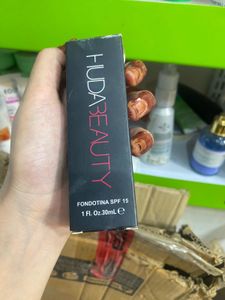 HUDABEAUTY
FONDOTINA SPF 15
1 Fl. Oz.30mL ℮